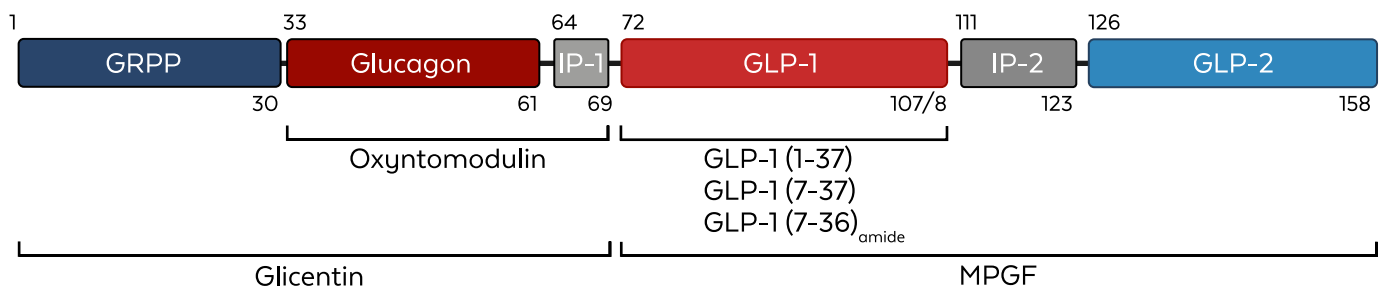 1 33 64 72 111 126
GRPP Glucagon IP-1 GLP-1 IP-2 GLP-2
30 61 69 107/8 123 158
Oxyntomodulin GLP-1 (1-37)
GLP-1 (7-37)
GLP-1 (7-36)amide
Glicentin MPGF